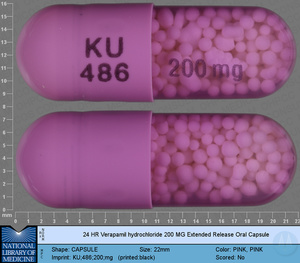 KU
486
200 mg
mm
24 HR Verapamil hydrochloride 200 MG Extended Release Oral Capsule
NATIONAL
LIBRARY OF
MEDICINE
Shape: CAPSULE Size: 22mm Color: PINK, PINK
Imprint: KU;486;200;mg (printed;black) Scored: No